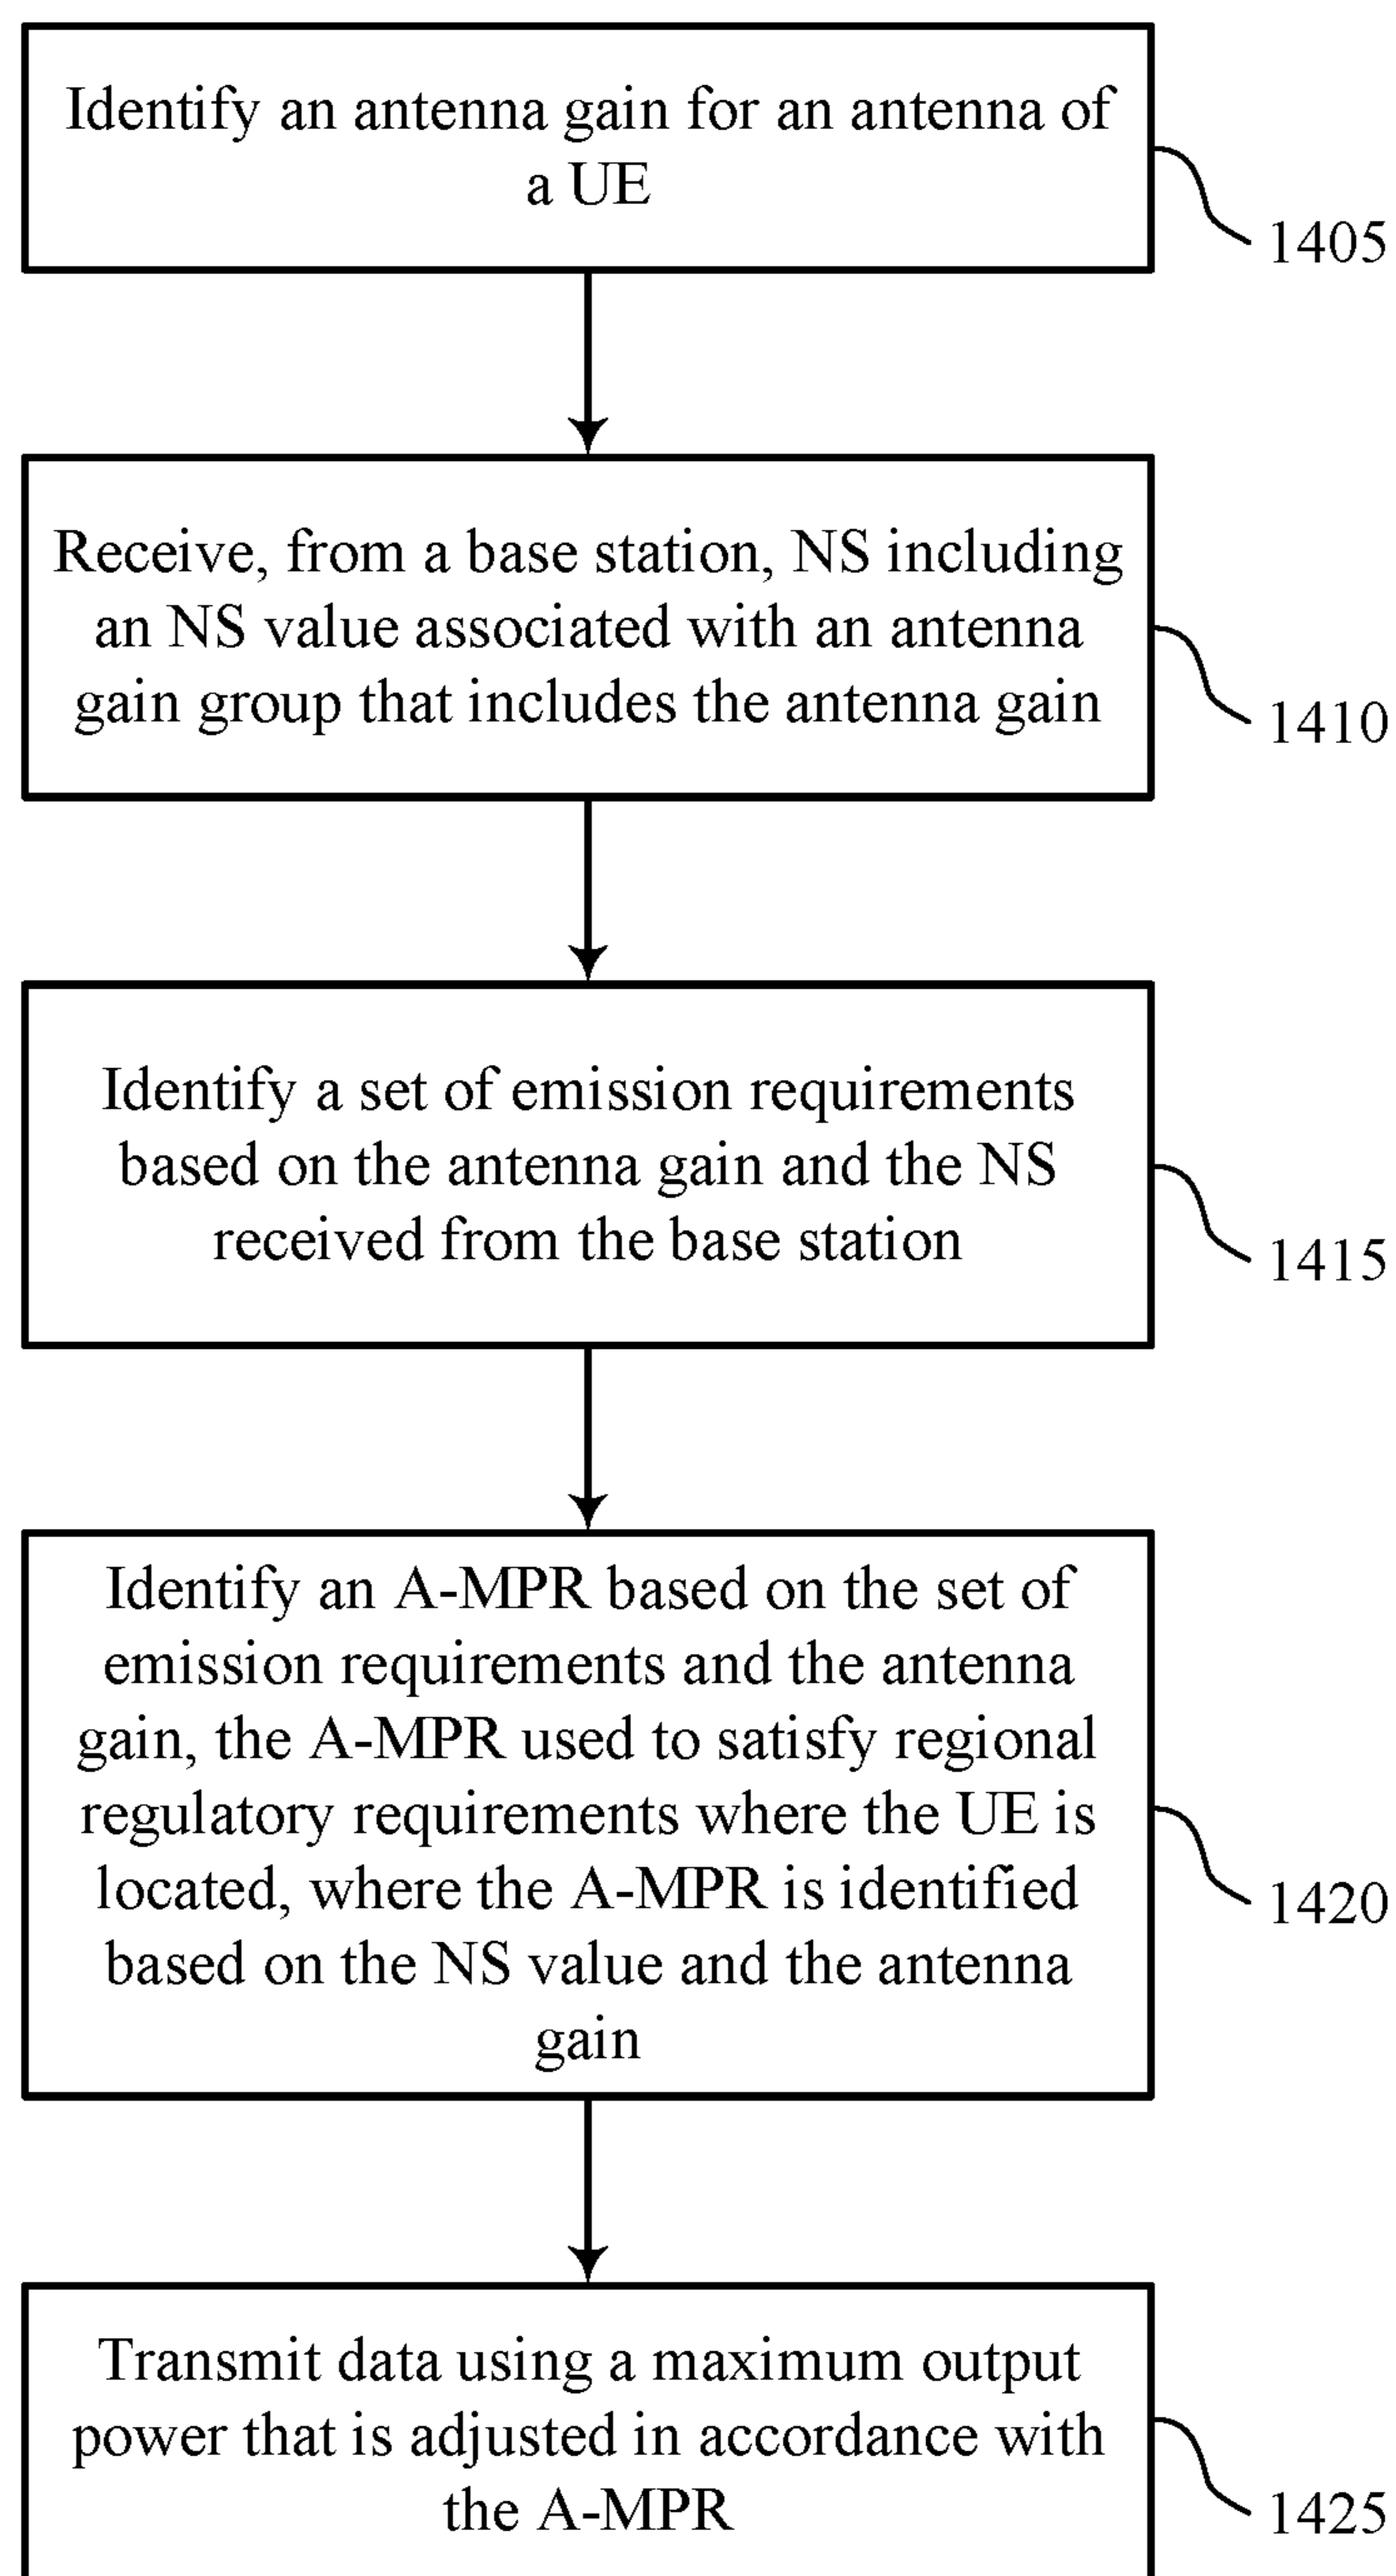 Identify an antenna gain for an antenna of
a UE
1405
Receive, from a base station, NS including
an NS value associated with an antenna
gain group that includes the antenna gain
1410
Identify a set of emission requirements
based on the antenna gain and the NS
received from the base station
1415
Identify an A-MPR based on the set of
emission requirements and the antenna
gain, the A-MPR used to satisfy regional
regulatory requirements where the UE is
located, where the A-MPR is identified
based on the NS value and the antenna
gain
1420
Transmit data using a maximum output
power that is adjusted in accordance with
the A-MPR
1425